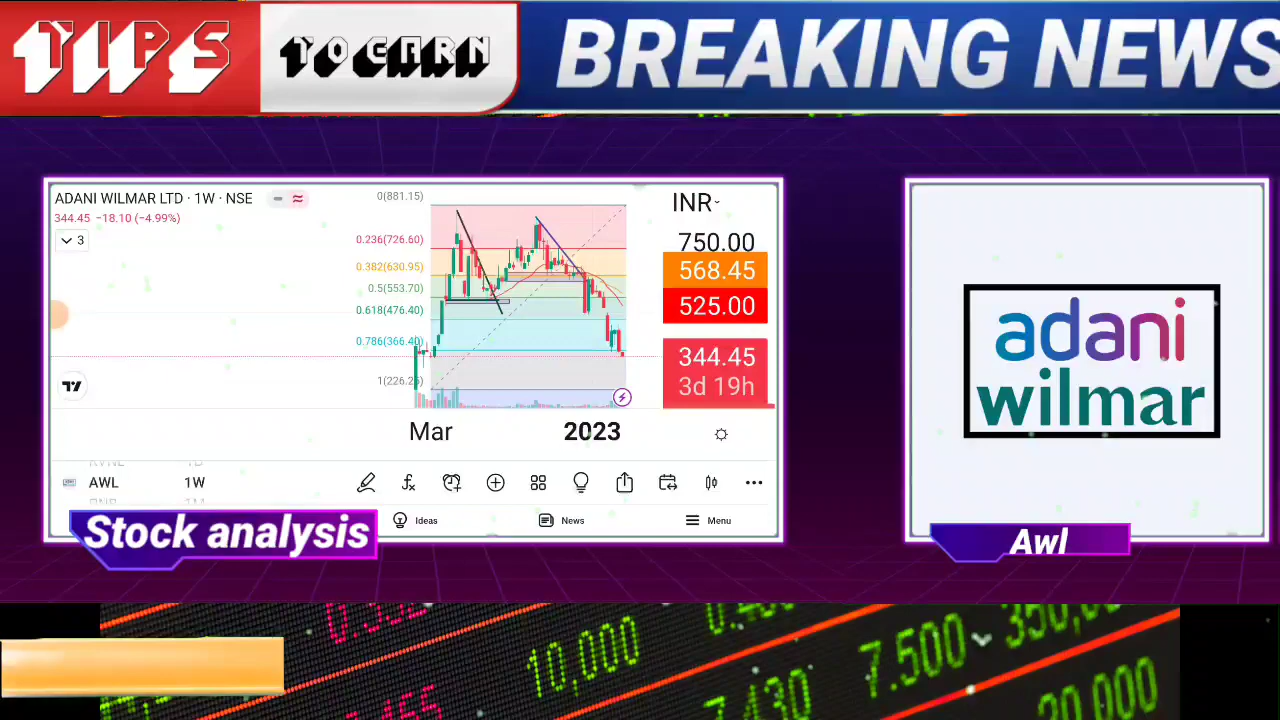 TIPS
TO EARN
BREAKING NEWS
ADANI WILMAR LTD · 1W · NSE
344.45 −18.10 (−4.99%)
3
0(881.15)
0.236(726.60)
0.382(630.95)
0.5(553.70)
0.618(476.40)
0.786(366.40)
1(226.25)
INR
750.00
568.45
525.00
344.45
3d 19h
Mar
2023
AWL 1W
Ideas
News
Menu
Stock analysis
adani
wilmar
Awl
10,000
7.500
7,430
20,000